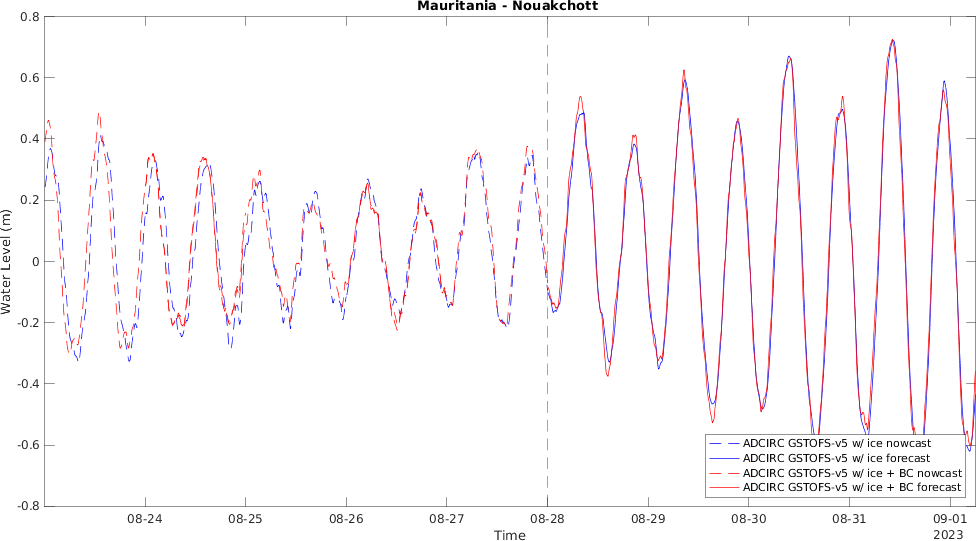 Mauritania - Nouakchott
0.8
0.6
0.4
0.2
0
-0.2
-0.4
-0.6
-0.8
Water Level (m)
ADCIRC GSTOFS-v5 w/ ice nowcast
ADCIRC GSTOFS-v5 w/ ice forecast
ADCIRC GSTOFS-v5 w/ ice + BC nowcast
ADCIRC GSTOFS-v5 w/ ice + BC forecast
08-24 08-25 08-26 08-27 08-28 08-29 08-30 08-31 09-01
Time 2023